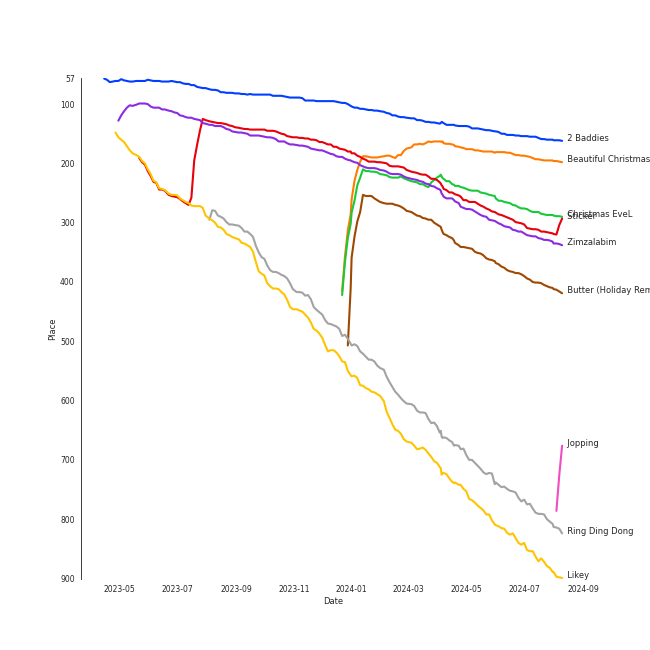 57
100
200
300
400
500
600
700
800
900
Place
2023-05
2023-07
2023-09
2023-11
2024-01
2024-03
2024-05
2024-07
2024-09
Date
2 Baddies
Beautiful Christmas
Christmas EveL
Sticker
Zimzalabim
Butter (Holiday Rem
Jopping
Ring Ding Dong
Likey